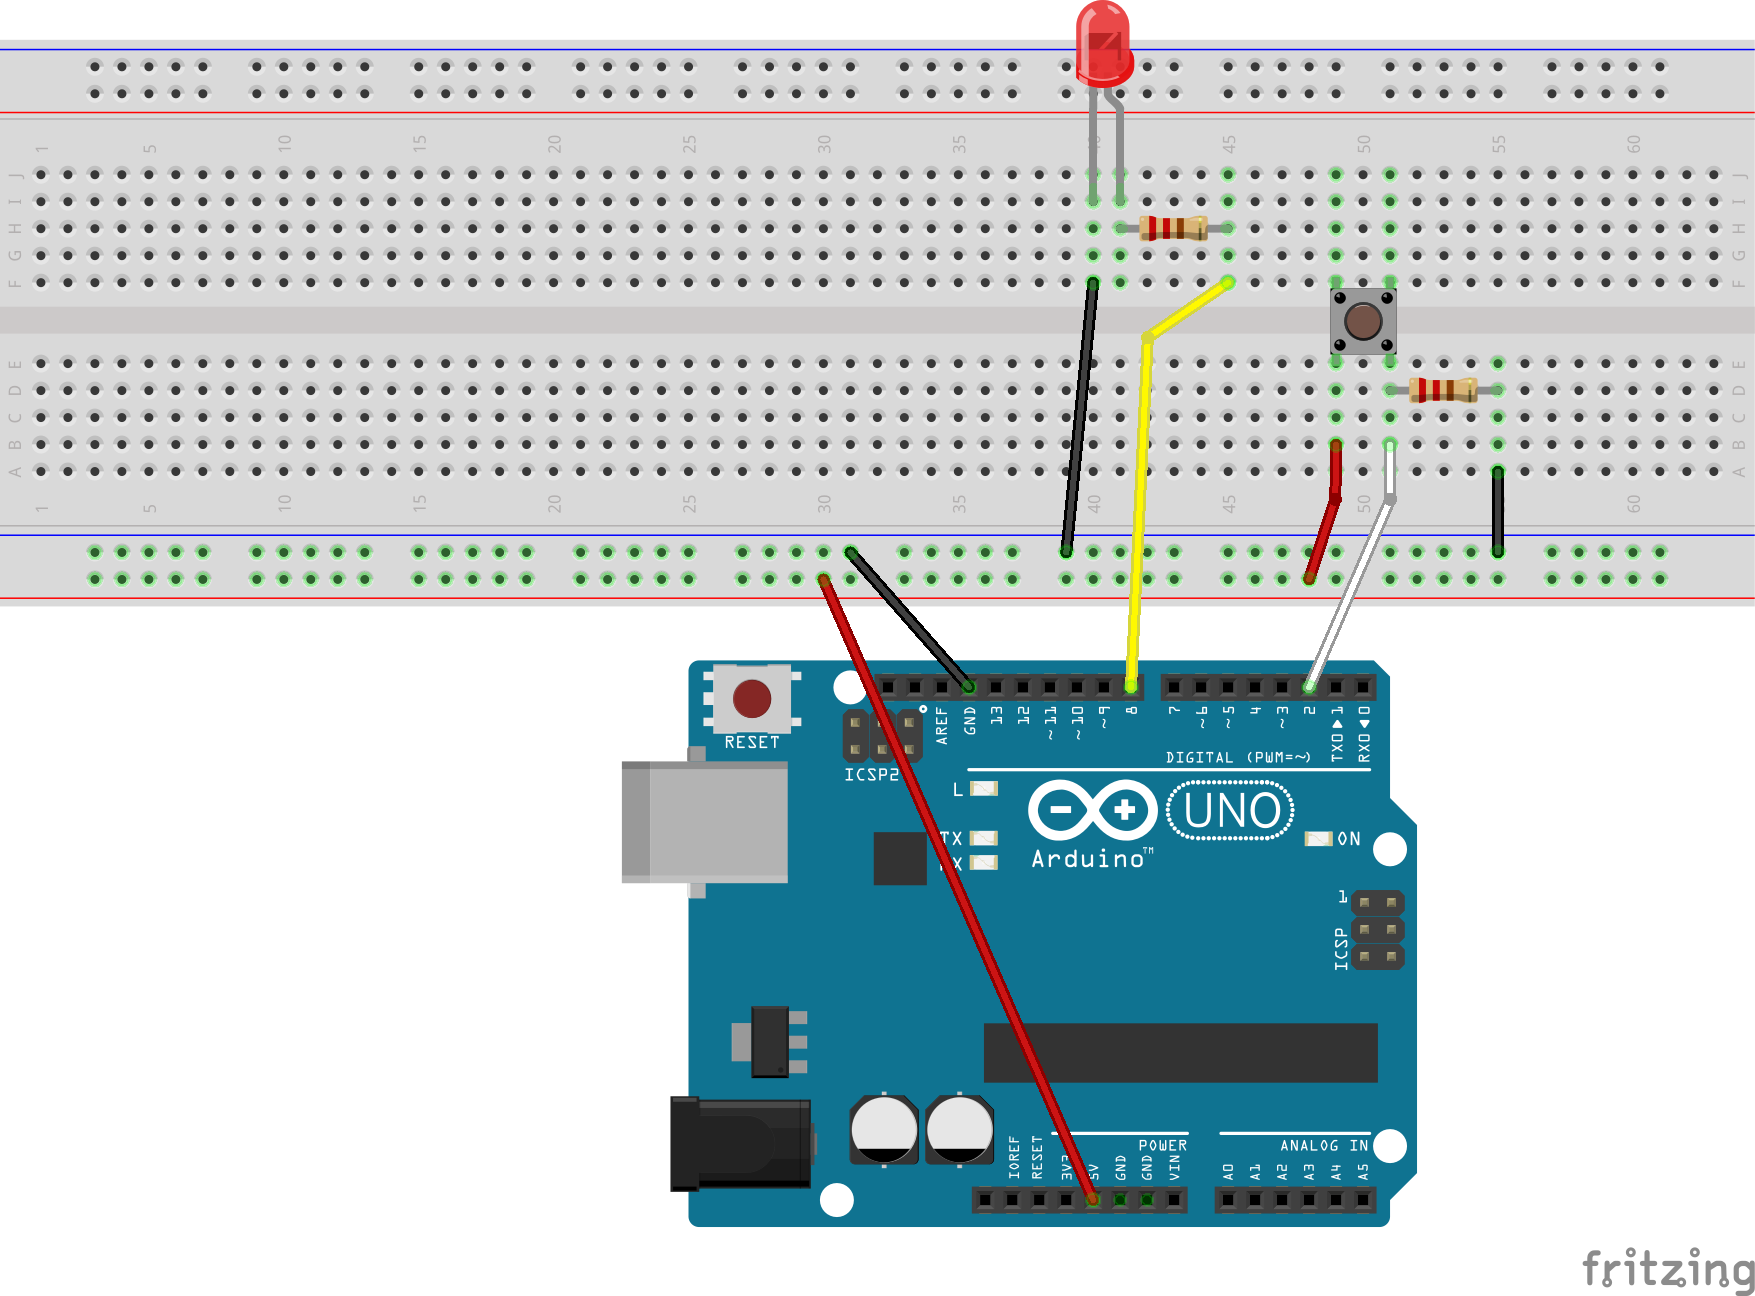 1 5 10 15 20 25 30 35 40 45 50 55 60
J J
I I
H H
G G
F F
E E
D D
C C
B B
A A
1 5 10 15 20 25 30 35 40 45 50 55 60
RESET
ICSP2
AREF
GND
13
12
~11
~10
~9
8
7
~6
~5
4
~3
2
TX0▶1
RX0◀0
DIGITAL (PWM=~)
L
TX
UNO
ON
Arduino™
1
ICSP
POWER
ANALOG IN
IOREF
RESET
3V3
5V
GND
GND
VIN
A0
A1
A2
A3
A4
A5
fritzing